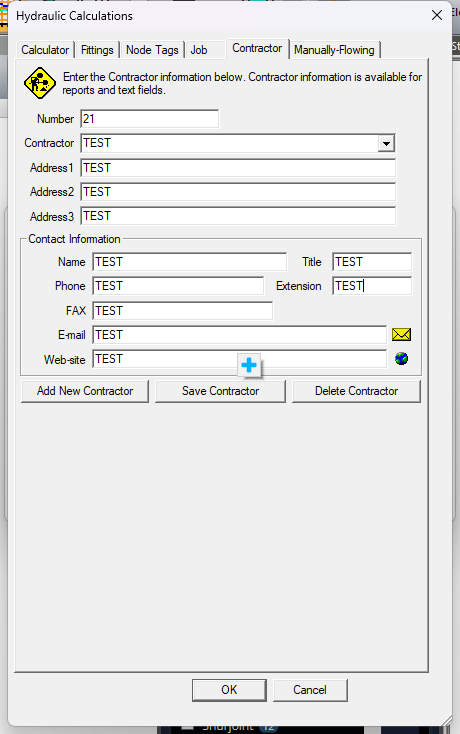 Hydraulic Calculations
Calculator Fittings Node Tags Job Contractor Manually-Flowing
Enter the Contractor information below. Contractor information is available for
reports and text fields.
Number 21
Contractor TEST
Address1 TEST
Address2 TEST
Address3 TEST
Contact Information
Name TEST Title TEST
Phone TEST Extension TEST
FAX TEST
E-mail TEST
Web-site TEST
Add New Contractor Save Contractor Delete Contractor
OK Cancel